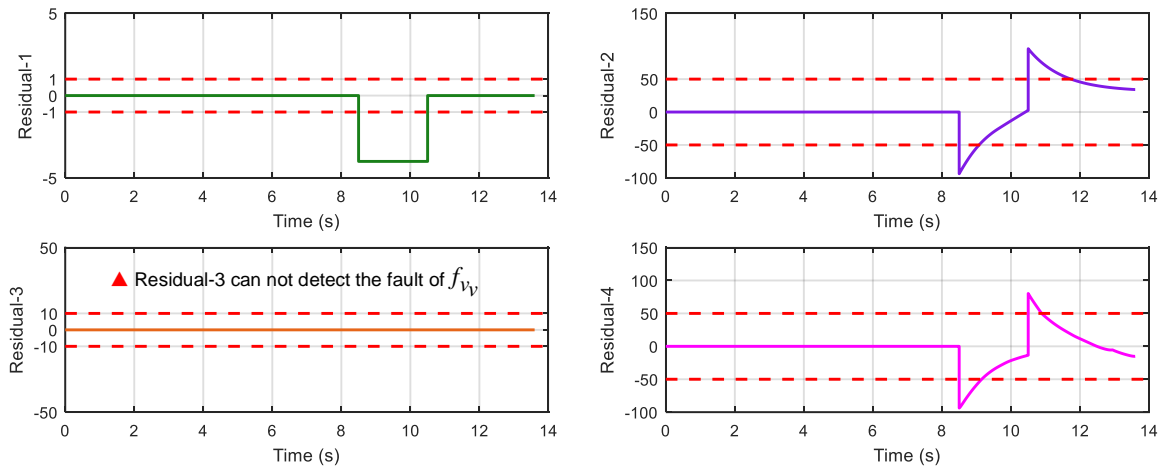 5
1
0
-1
-5
Residual-1
0 2 4 6 8 10 12 14
Time (s)
150
50
0
-50
-100
Residual-2
0 2 4 6 8 10 12 14
Time (s)
50
10
0
-10
-50
Residual-3
▲ Residual-3 can not detect the fault of f_{v_v}
0 2 4 6 8 10 12 14
Time (s)
150
100
50
0
-50
-100
Residual-4
0 2 4 6 8 10 12 14
Time (s)